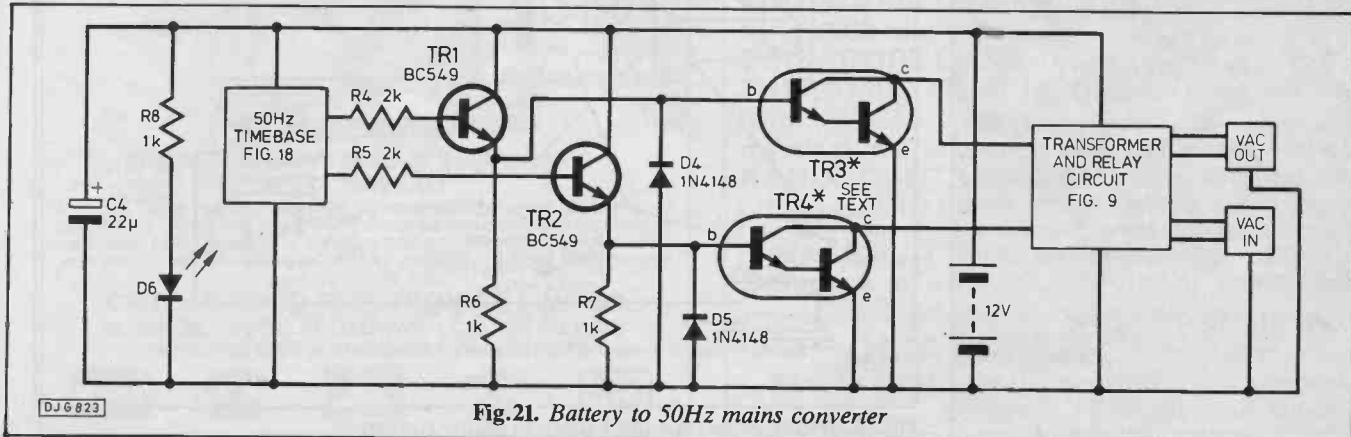 TR1
BC549
R8
1k
50Hz
TIMEBASE
FIG. 18
R4 2k
R5 2k
C4
22µ
+
D6
TR2
BC549
R6
1k
R7
1k
D4
1N4148
D5
1N4148
b
c
e
TR3*
SEE
TEXT
TR4*
b
c
e
12V
TRANSFORMER
AND RELAY
CIRCUIT
FIG. 9
VAC
OUT
VAC
IN
DJG823
Fig.21. Battery to 50Hz mains converter